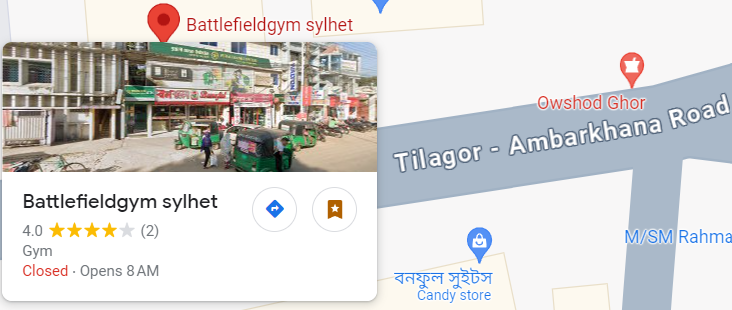 Battlefieldgym sylhet
Owshod Ghor
Tilagor - Ambarkhana Road
Battlefieldgym sylhet
4.0 (2)
Gym
Closed · Opens 8 AM
M/SM Rahma
বনফুল সুইটস
Candy store